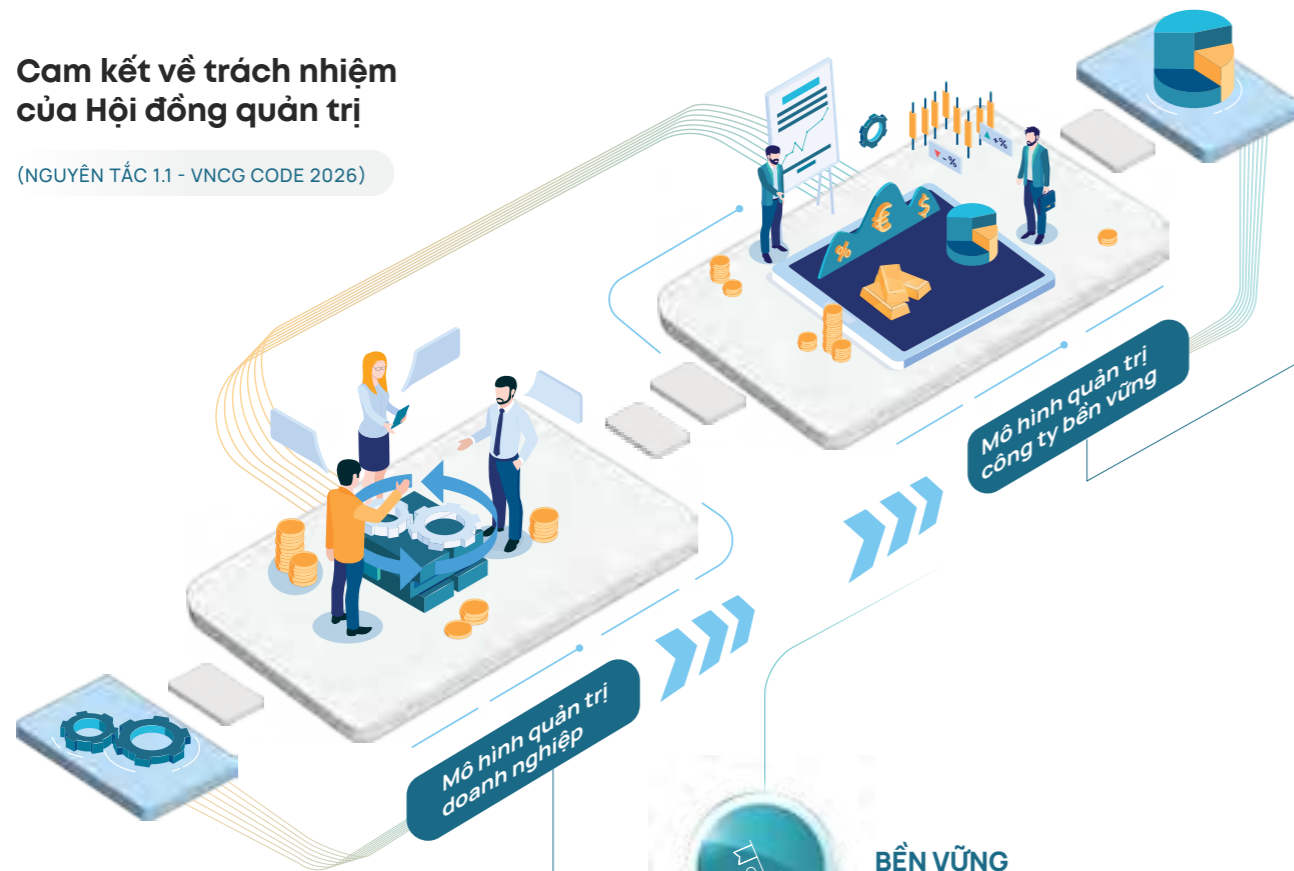 Cam kết về trách nhiệm
của Hội đồng quản trị
(NGUYÊN TẮC 1.1 - VNCG CODE 2026)
- %
+%
%
€
$
Mô hình quản trị
công ty bền vững
Mô hình quản trị
doanh nghiệp
BỀN VỮNG